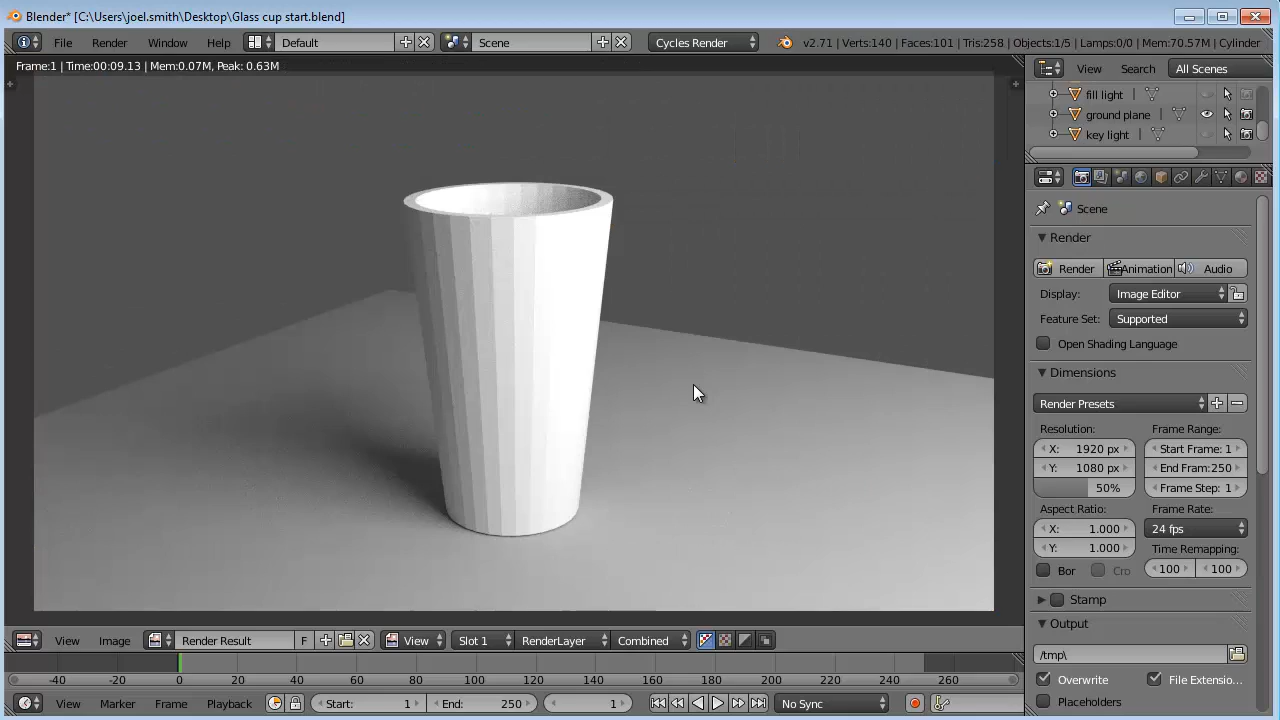 Blender* [C:\Users\joel.smith\Desktop\Glass cup start.blend]
File Render Window Help Default Scene Cycles Render v2.71 | Verts:140 | Faces:101 | Tris:258 | Objects:1/5 | Lamps:0/0 | Mem:70.57M | Cylinder
Frame:1 | Time:00:09.13 | Mem:0.07M, Peak: 0.63M
View Search All Scenes
fill light
ground plane
key light
Scene
Render
Render Animation Audio
Display: Image Editor
Feature Set: Supported
Open Shading Language
Dimensions
Render Presets
Resolution: Frame Range:
X: 1920 px Start Frame: 1
Y: 1080 px End Fram:250
50% Frame Step: 1
Aspect Ratio: Frame Rate:
X: 1.000 24 fps
Y: 1.000 Time Remapping:
Bor Cro 100 100
Stamp
Output
/tmp\
Overwrite File Extensio...
Placeholders
View Image Render Result F View Slot 1 RenderLayer Combined
-40 -20 0 20 40 60 80 100 120 140 160 180 200 220 240 260
View Marker Frame Playback Start: 1 End: 250 1 No Sync